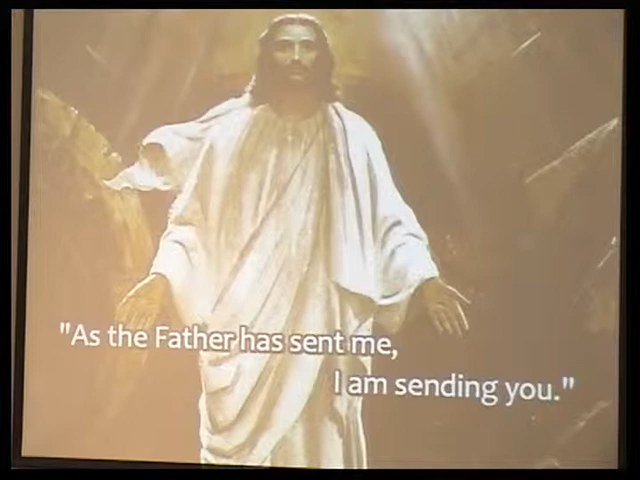 "As the Father has sent me,
I am sending you."